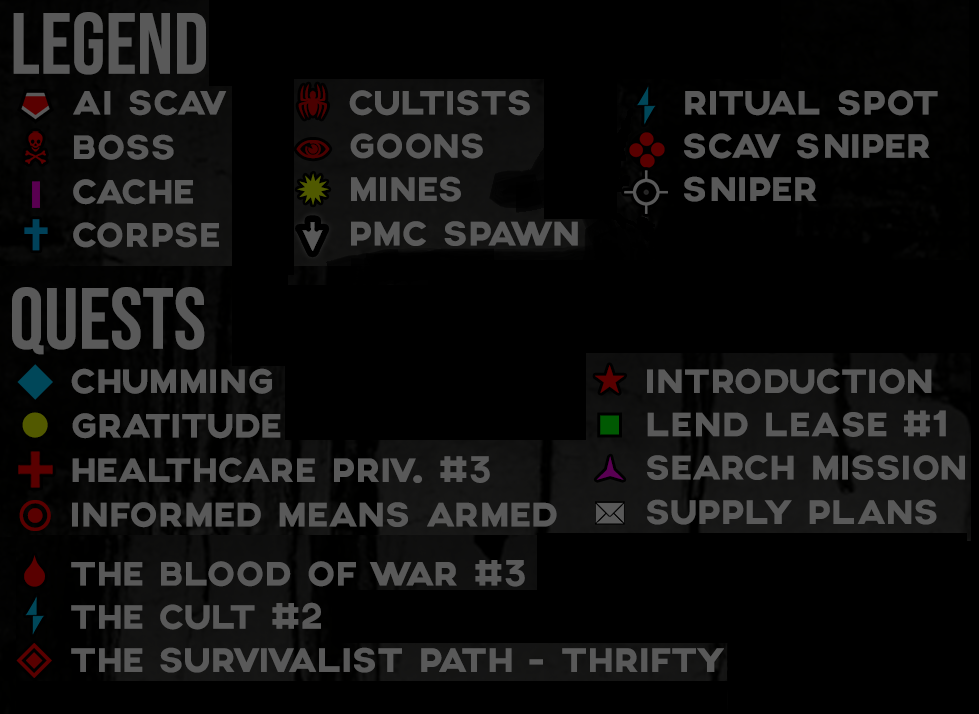 LEGEND
AI SCAV
BOSS
CACHE
CORPSE
CULTISTS
GOONS
MINES
PMC SPAWN
RITUAL SPOT
SCAV SNIPER
SNIPER
QUESTS
CHUMMING
GRATITUDE
HEALTHCARE PRIV. #3
INFORMED MEANS ARMED
THE BLOOD OF WAR #3
THE CULT #2
THE SURVIVALIST PATH - THRIFTY
INTRODUCTION
LEND LEASE #1
SEARCH MISSION
SUPPLY PLANS